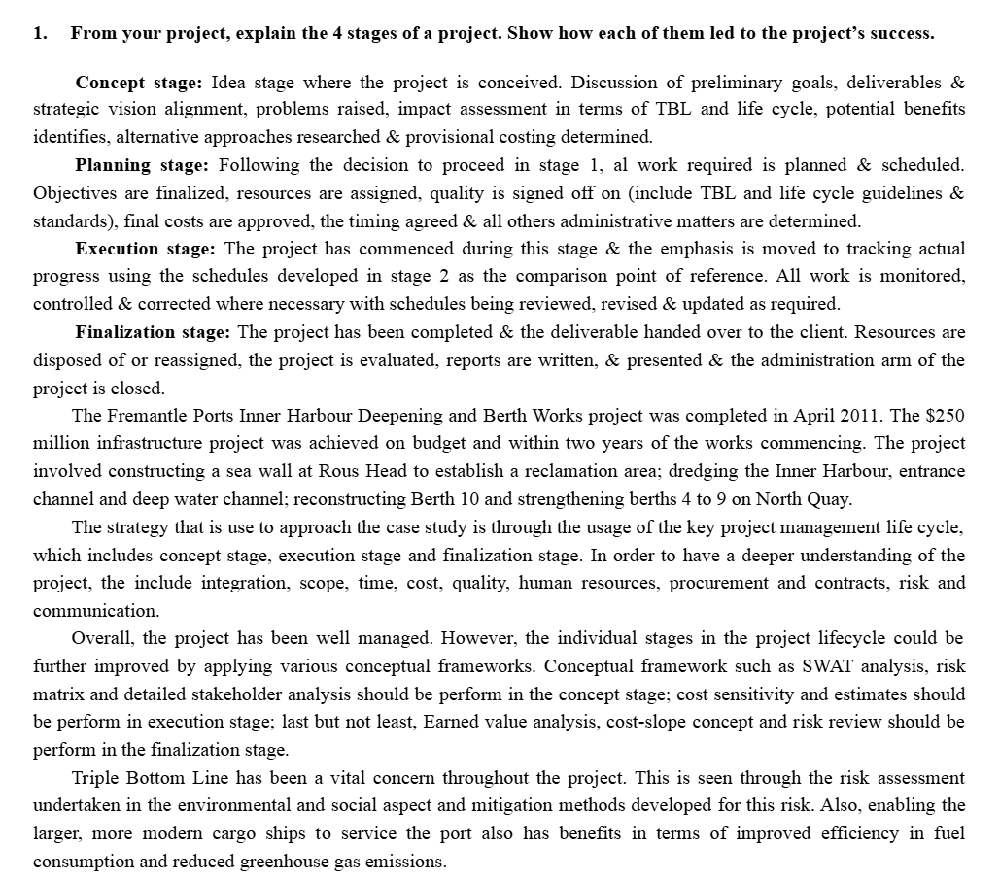 1. From your project, explain the 4 stages of a project. Show how each of them led to the project's success.
Concept stage: Idea stage where the project is conceived. Discussion of preliminary goals, deliverables &
strategic vision alignment, problems raised, impact assessment in terms of TBL and life cycle, potential benefits
identifies, alternative approaches researched & provisional costing determined.
Planning stage: Following the decision to proceed in stage 1, al work required is planned & scheduled.
Objectives are finalized, resources are assigned, quality is signed off on (include TBL and life cycle guidelines &
standards), final costs are approved, the timing agreed & all others administrative matters are determined.
Execution stage: The project has commenced during this stage & the emphasis is moved to tracking actual
progress using the schedules developed in stage 2 as the comparison point of reference. All work is monitored,
controlled & corrected where necessary with schedules being reviewed, revised & updated as required.
Finalization stage: The project has been completed & the deliverable handed over to the client. Resources are
disposed of or reassigned, the project is evaluated, reports are written, & presented & the administration arm of the
project is closed.
The Fremantle Ports Inner Harbour Deepening and Berth Works project was completed in April 2011. The $250
million infrastructure project was achieved on budget and within two years of the works commencing. The project
involved constructing a sea wall at Rous Head to establish a reclamation area; dredging the Inner Harbour, entrance
channel and deep water channel; reconstructing Berth 10 and strengthening berths 4 to 9 on North Quay.
The strategy that is use to approach the case study is through the usage of the key project management life cycle,
which includes concept stage, execution stage and finalization stage. In order to have a deeper understanding of the
project, the include integration, scope, time, cost, quality, human resources, procurement and contracts, risk and
communication.
Overall, the project has been well managed. However, the individual stages in the project lifecycle could be
further improved by applying various conceptual frameworks. Conceptual framework such as SWAT analysis, risk
matrix and detailed stakeholder analysis should be perform in the concept stage; cost sensitivity and estimates should
be perform in execution stage; last but not least, Earned value analysis, cost-slope concept and risk review should be
perform in the finalization stage.
Triple Bottom Line has been a vital concern throughout the project. This is seen through the risk assessment
undertaken in the environmental and social aspect and mitigation methods developed for this risk. Also, enabling the
larger, more modern cargo ships to service the port also has benefits in terms of improved efficiency in fuel
consumption and reduced greenhouse gas emissions.